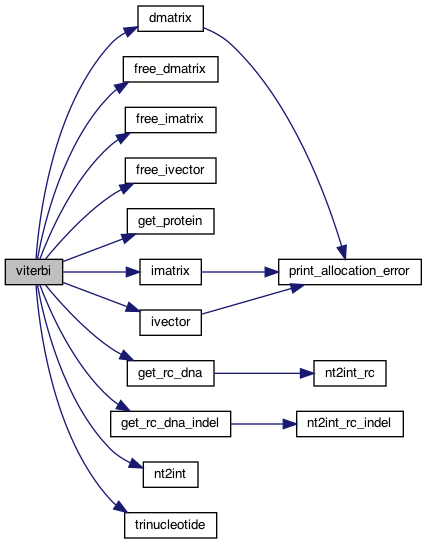 dmatrix
free_dmatrix
free_imatrix
free_ivector
get_protein
viterbi
imatrix
print_allocation_error
ivector
get_rc_dna
nt2int_rc
get_rc_dna_indel
nt2int_rc_indel
nt2int
trinucleotide